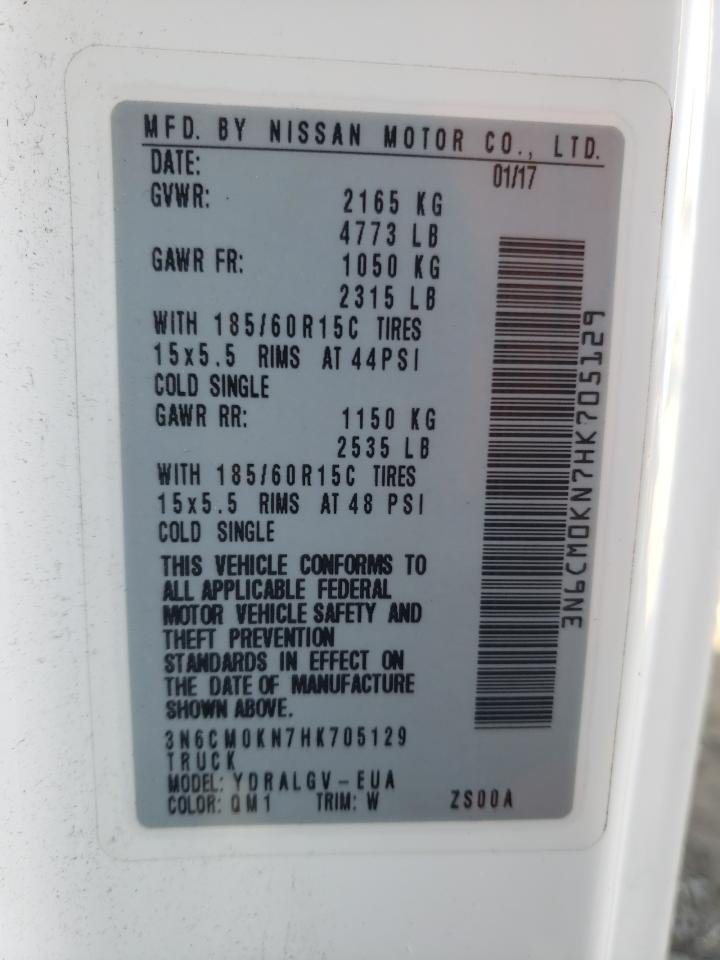 MFD. BY NISSAN MOTOR CO., LTD.
DATE: 01/17
GVWR: 2165 KG
4773 LB
GAWR FR: 1050 KG
2315 LB
WITH 185/60R15C TIRES
15x5.5 RIMS AT 44PSI
COLD SINGLE
GAWR RR: 1150 KG
2535 LB
WITH 185/60R15C TIRES
15x5.5 RIMS AT 48 PSI
COLD SINGLE
THIS VEHICLE CONFORMS TO
ALL APPLICABLE FEDERAL
MOTOR VEHICLE SAFETY AND
THEFT PREVENTION
STANDARDS IN EFFECT ON
THE DATE OF MANUFACTURE
SHOWN ABOVE.
3N6CM0KN7HK705129
TRUCK
MODEL: YDRALGV-EUA
COLOR: QM1 TRIM: W ZS00A
3N6CM0KN7HK705129